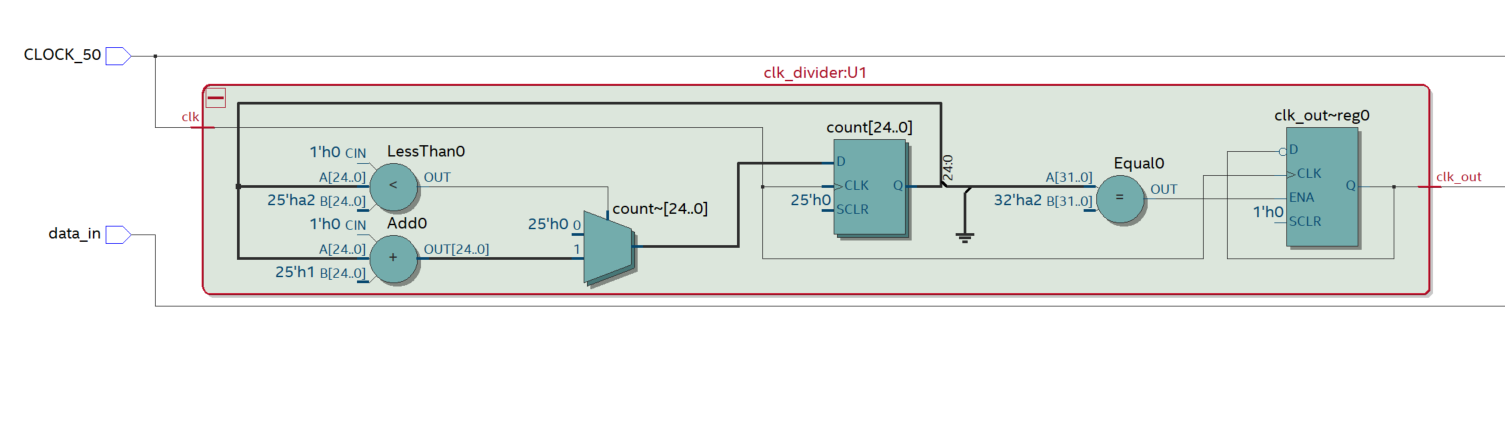 CLOCK_50
clk_divider:U1
clk
clk_out~reg0
count[24..0]
1'h0 CIN
LessThan0
D
24:0
Equal0
D
A[24..0]
<
OUT
>CLK
Q
A[31..0]
>CLK
clk_out
25'ha2 B[24..0]
25'h0
SCLR
32'ha2 B[31..0]
=
OUT
ENA
Q
count~[24..0]
1'h0
SCLR
1'h0 CIN
Add0
25'h0 0
data_in
A[24..0]
+
OUT[24..0]
1
25'h1 B[24..0]